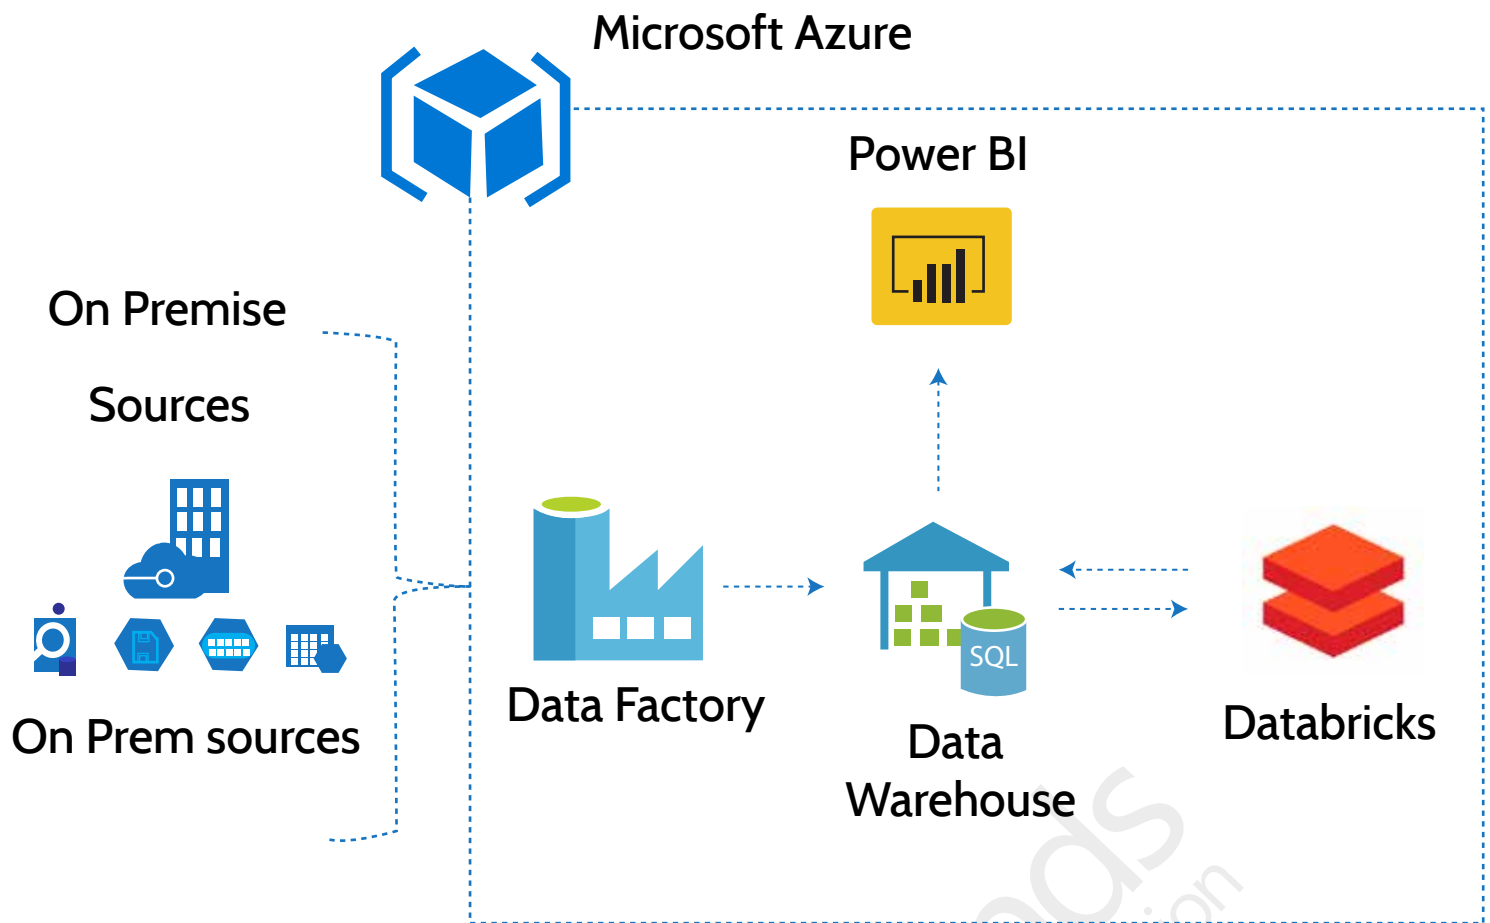 Microsoft Azure
Power BI
On Premise
Sources
SQL
Data Factory
On Prem sources
Data
Warehouse
Databricks